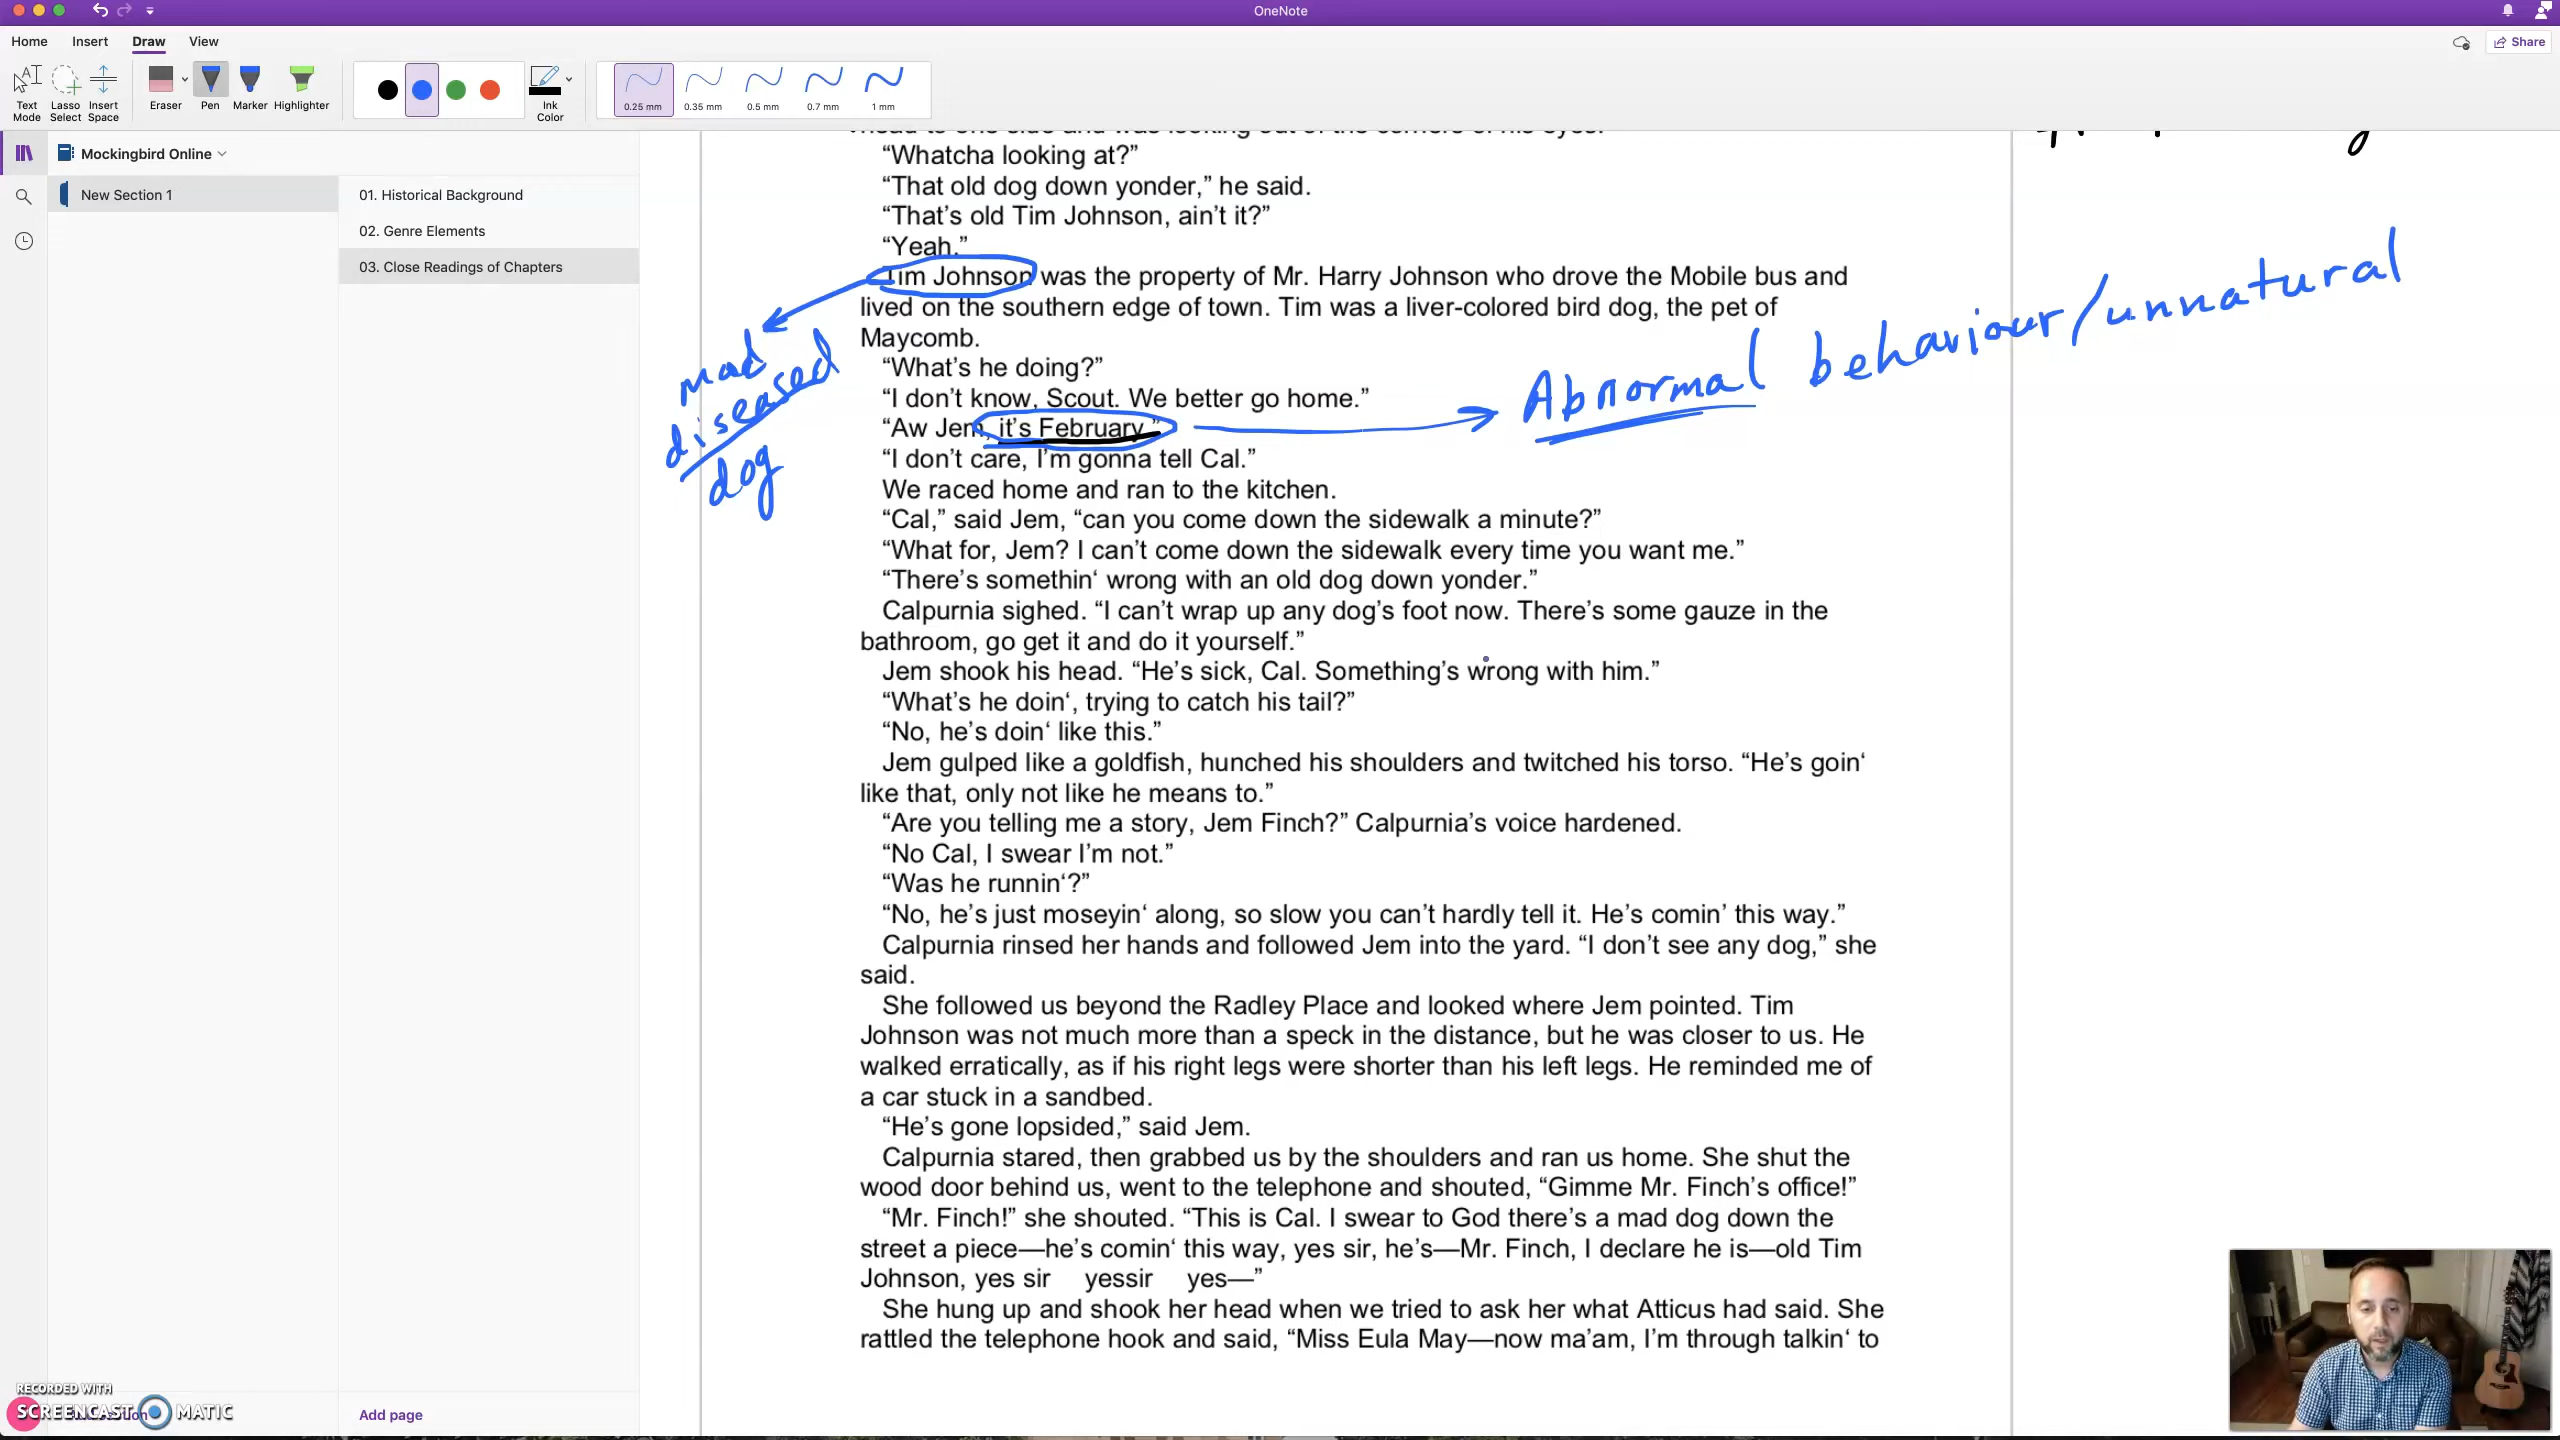 OneNote
Home Insert Draw View
Share
Text Mode
Lasso Select
Insert Space
Eraser
Pen
Marker
Highlighter
Ink Color
0.25 mm
0.35 mm
0.5 mm
0.7 mm
1 mm
Mockingbird Online
New Section 1
01. Historical Background
02. Genre Elements
03. Close Readings of Chapters
head to one side and was looking out of the corners of his eyes.
“Whatcha looking at?”
“That old dog down yonder,” he said.
“That’s old Tim Johnson, ain’t it?”
“Yeah.”
Tim Johnson was the property of Mr. Harry Johnson who drove the Mobile bus and
lived on the southern edge of town. Tim was a liver-colored bird dog, the pet of
Maycomb.
“What’s he doing?”
“I don’t know, Scout. We better go home.”
“Aw Jem, it’s February.”
“I don’t care, I’m gonna tell Cal.”
We raced home and ran to the kitchen.
“Cal,” said Jem, “can you come down the sidewalk a minute?”
“What for, Jem? I can’t come down the sidewalk every time you want me.”
“There’s somethin‘ wrong with an old dog down yonder.”
Calpurnia sighed. “I can’t wrap up any dog’s foot now. There’s some gauze in the
bathroom, go get it and do it yourself.”
Jem shook his head. “He’s sick, Cal. Something’s wrong with him.”
“What’s he doin‘, trying to catch his tail?”
“No, he’s doin‘ like this.”
Jem gulped like a goldfish, hunched his shoulders and twitched his torso. “He’s goin‘
like that, only not like he means to.”
“Are you telling me a story, Jem Finch?” Calpurnia’s voice hardened.
“No Cal, I swear I’m not.”
“Was he runnin‘?”
“No, he’s just moseyin‘ along, so slow you can’t hardly tell it. He’s comin’ this way.”
Calpurnia rinsed her hands and followed Jem into the yard. “I don’t see any dog,” she
said.
She followed us beyond the Radley Place and looked where Jem pointed. Tim
Johnson was not much more than a speck in the distance, but he was closer to us. He
walked erratically, as if his right legs were shorter than his left legs. He reminded me of
a car stuck in a sandbed.
“He’s gone lopsided,” said Jem.
Calpurnia stared, then grabbed us by the shoulders and ran us home. She shut the
wood door behind us, went to the telephone and shouted, “Gimme Mr. Finch’s office!”
“Mr. Finch!” she shouted. “This is Cal. I swear to God there’s a mad dog down the
street a piece—he’s comin‘ this way, yes sir, he’s—Mr. Finch, I declare he is—old Tim
Johnson, yes sir yessir yes—”
She hung up and shook her head when we tried to ask her what Atticus had said. She
rattled the telephone hook and said, “Miss Eula May—now ma’am, I’m through talkin‘ to
mad
diseased
dog
Abnormal behaviour/unnatural
RECORDED WITH
SCREENCAST MATIC
Add page